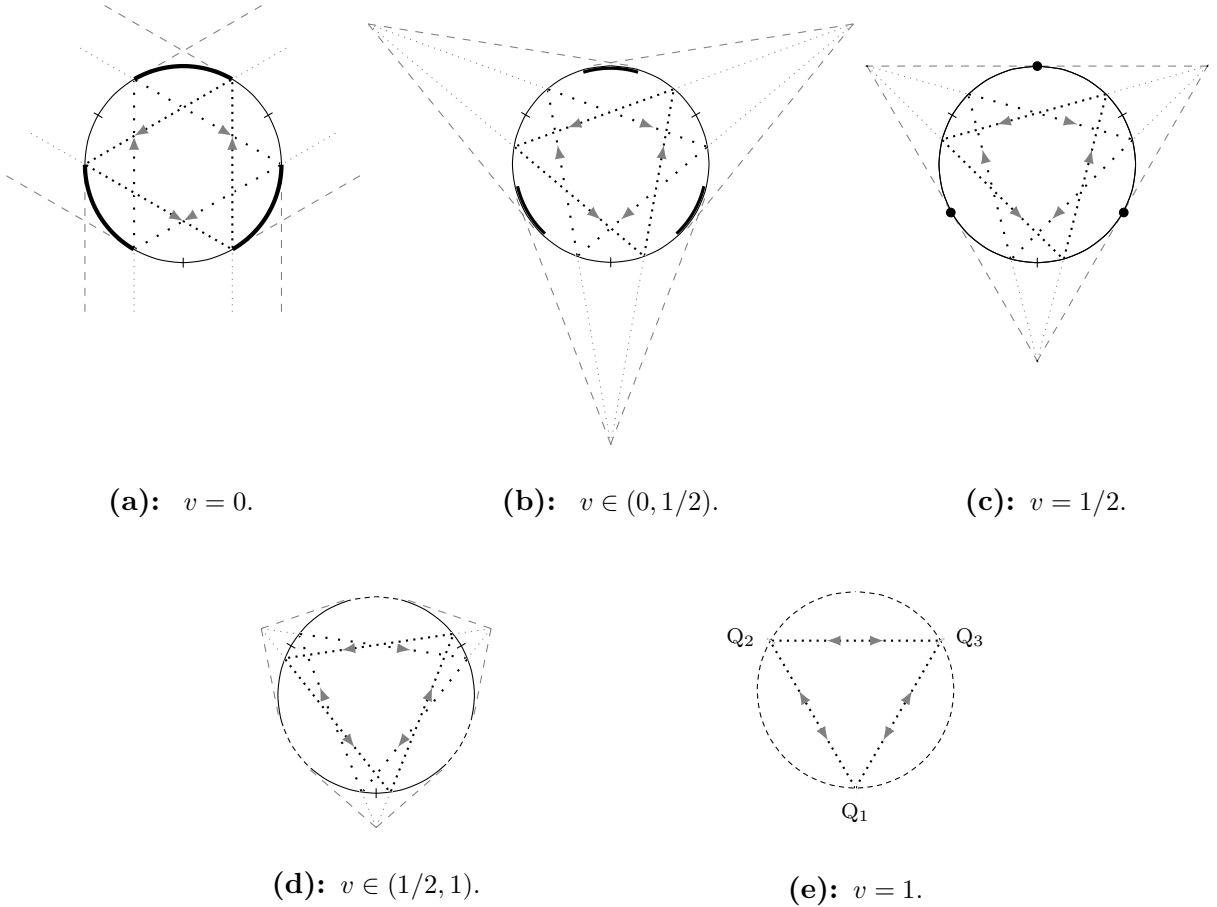 (a): v = 0.
(b): v ∈ (0, 1/2).
(c): v = 1/2.
Q₂
Q₃
Q₁
(d): v ∈ (1/2, 1).
(e): v = 1.